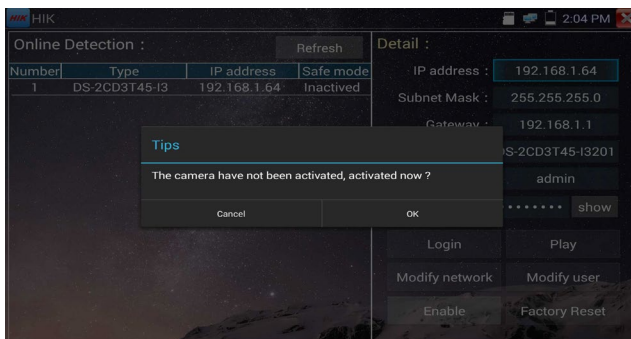 HIK HIK 2:04 PM
Online Detection :
Refresh
Number Type IP address Safe mode
1 DS-2CD3T45-I3 192.168.1.64 Inactived
Detail :
IP address : 192.168.1.64
Subnet Mask : 255.255.255.0
Gateway : 192.168.1.1
S-2CD3T45-I3201
admin
•••••••• show
Login Play
Modify network Modify user
Enable Factory Reset
Tips
The camera have not been activated, activated now ?
Cancel OK